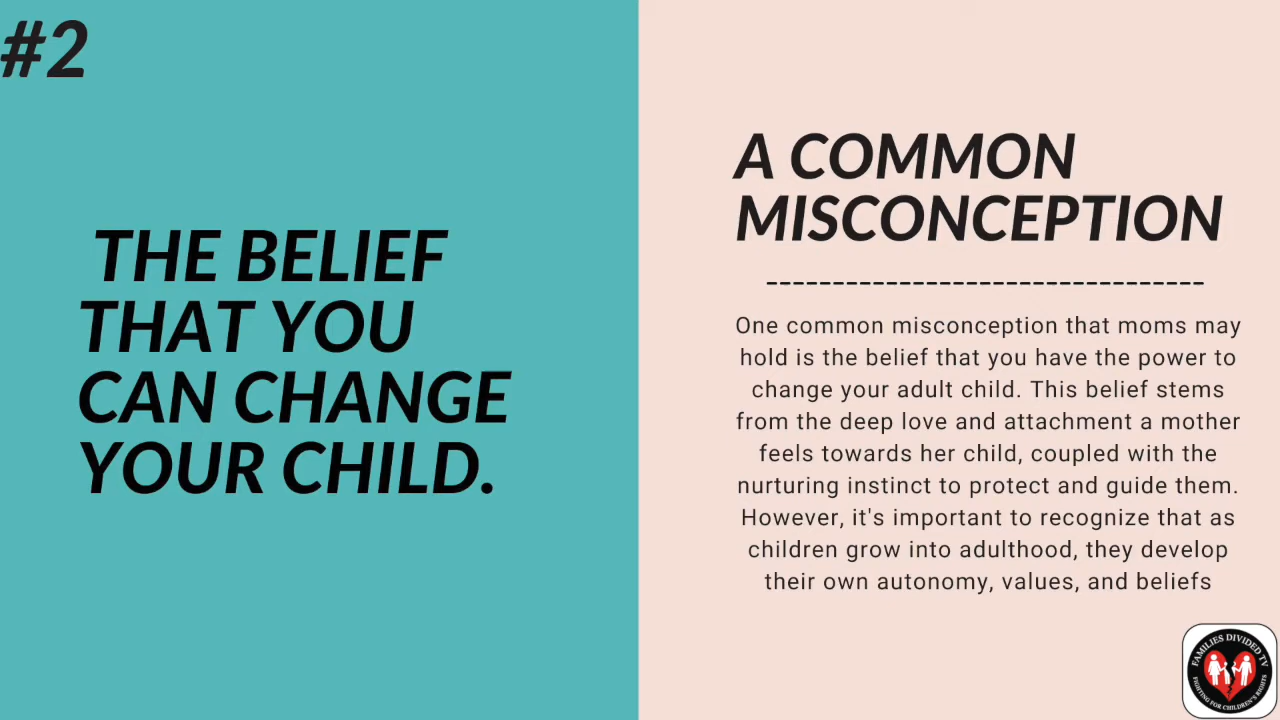 #2
THE BELIEF
THAT YOU
CAN CHANGE
YOUR CHILD.
A COMMON
MISCONCEPTION
---------------------------------
One common misconception that moms may
hold is the belief that you have the power to
change your adult child. This belief stems
from the deep love and attachment a mother
feels towards her child, coupled with the
nurturing instinct to protect and guide them.
However, it's important to recognize that as
children grow into adulthood, they develop
their own autonomy, values, and beliefs
FAMILIES DIVIDED TV
FIGHTING FOR CHILDREN'S RIGHTS